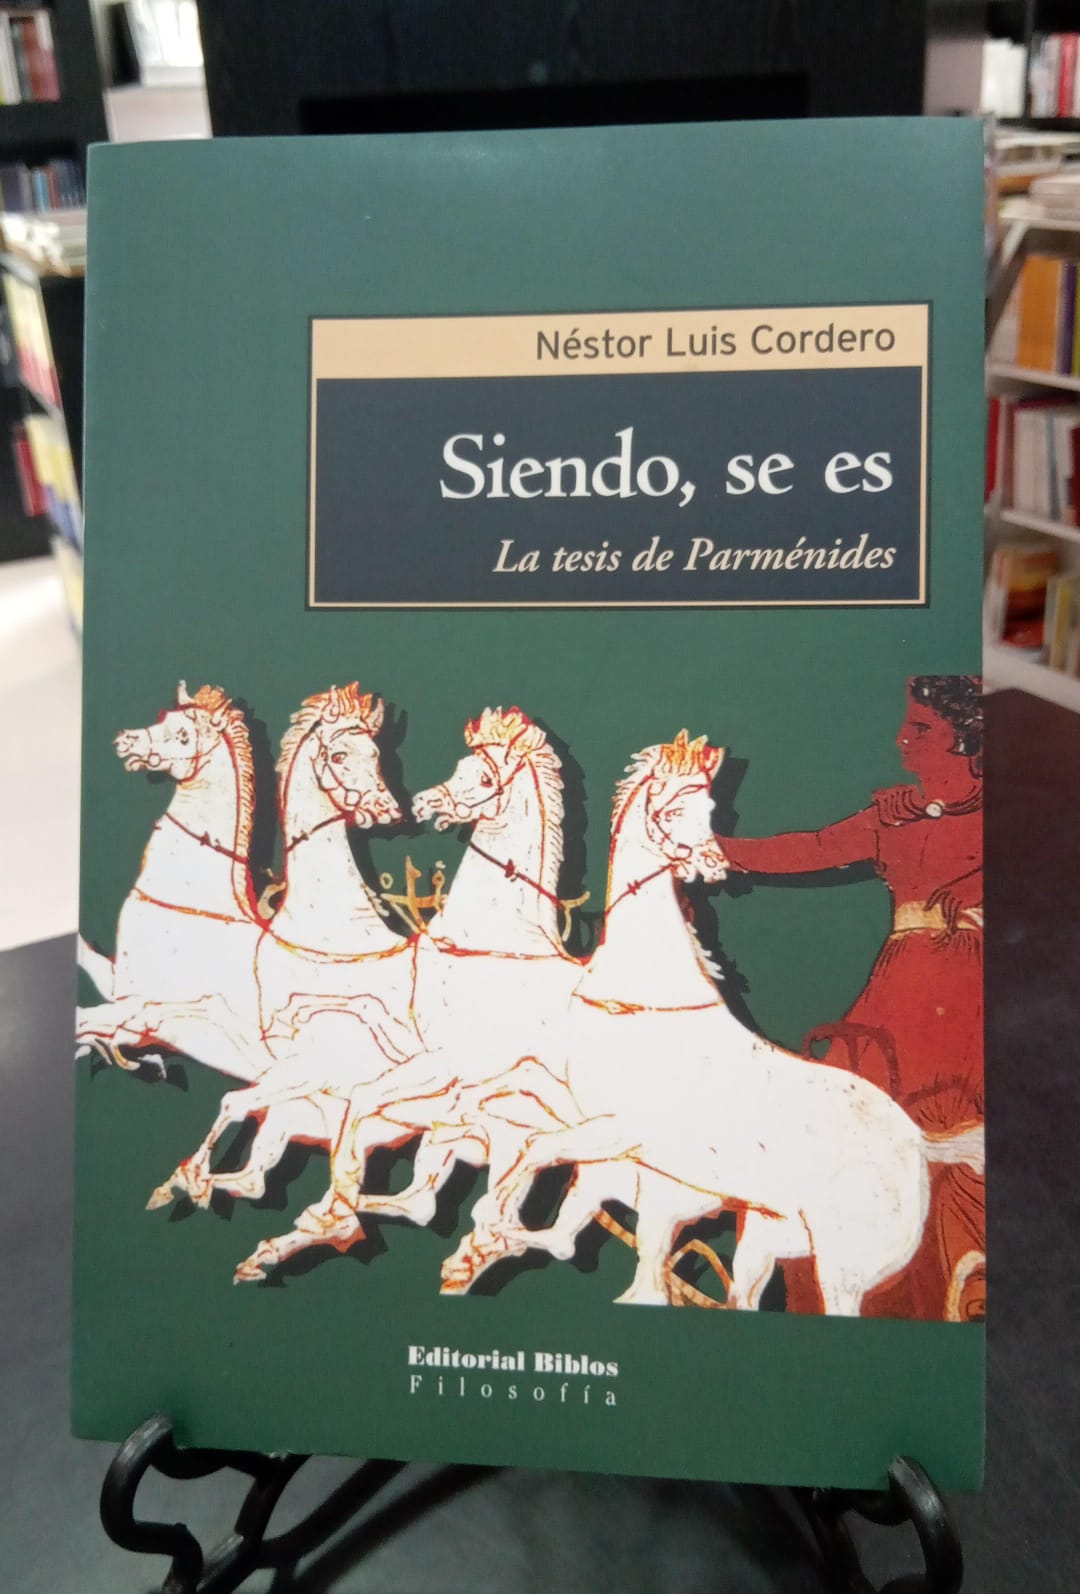 Néstor Luis Cordero
Siendo, se es
La tesis de Parménides
Editorial Biblos
Filosofía